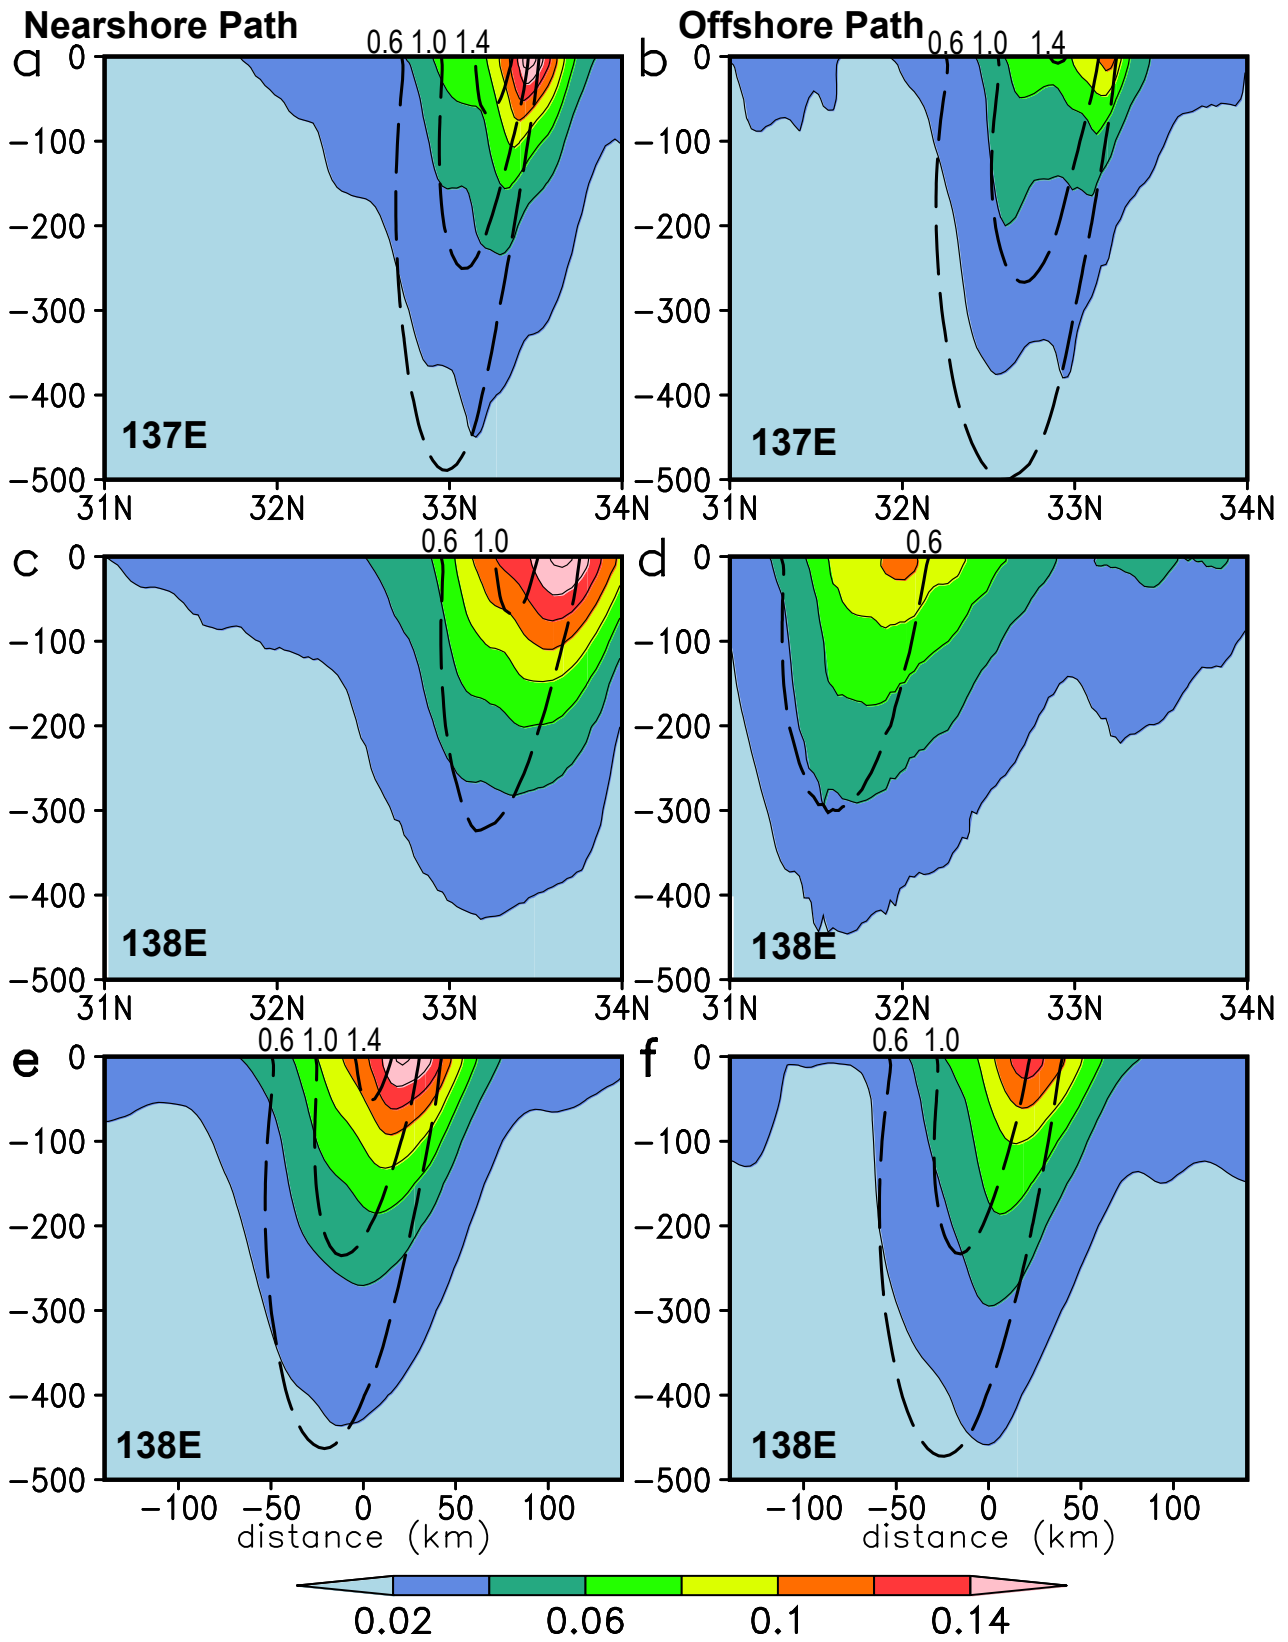 Nearshore Path Offshore Path
0.6 1.0 1.4 0.6 1.0 1.4
a b
0 0
−100 −100
−200 −200
−300 −300
−400 −400
137E 137E
−500 −500
31N 32N 33N 34N 31N 32N 33N 34N
0.6 1.0 0.6
c d
0 0
−100 −100
−200 −200
−300 −300
−400 −400
138E 138E
−500 −500
31N 32N 33N 34N 31N 32N 33N 34N
0.6 1.0 1.4 0.6 1.0
e f
0 0
−100 −100
−200 −200
−300 −300
−400 −400
138E 138E
−500 −500
−100 −50 0 50 100 −100 −50 0 50 100
distance (km) distance (km)
0.02 0.06 0.1 0.14